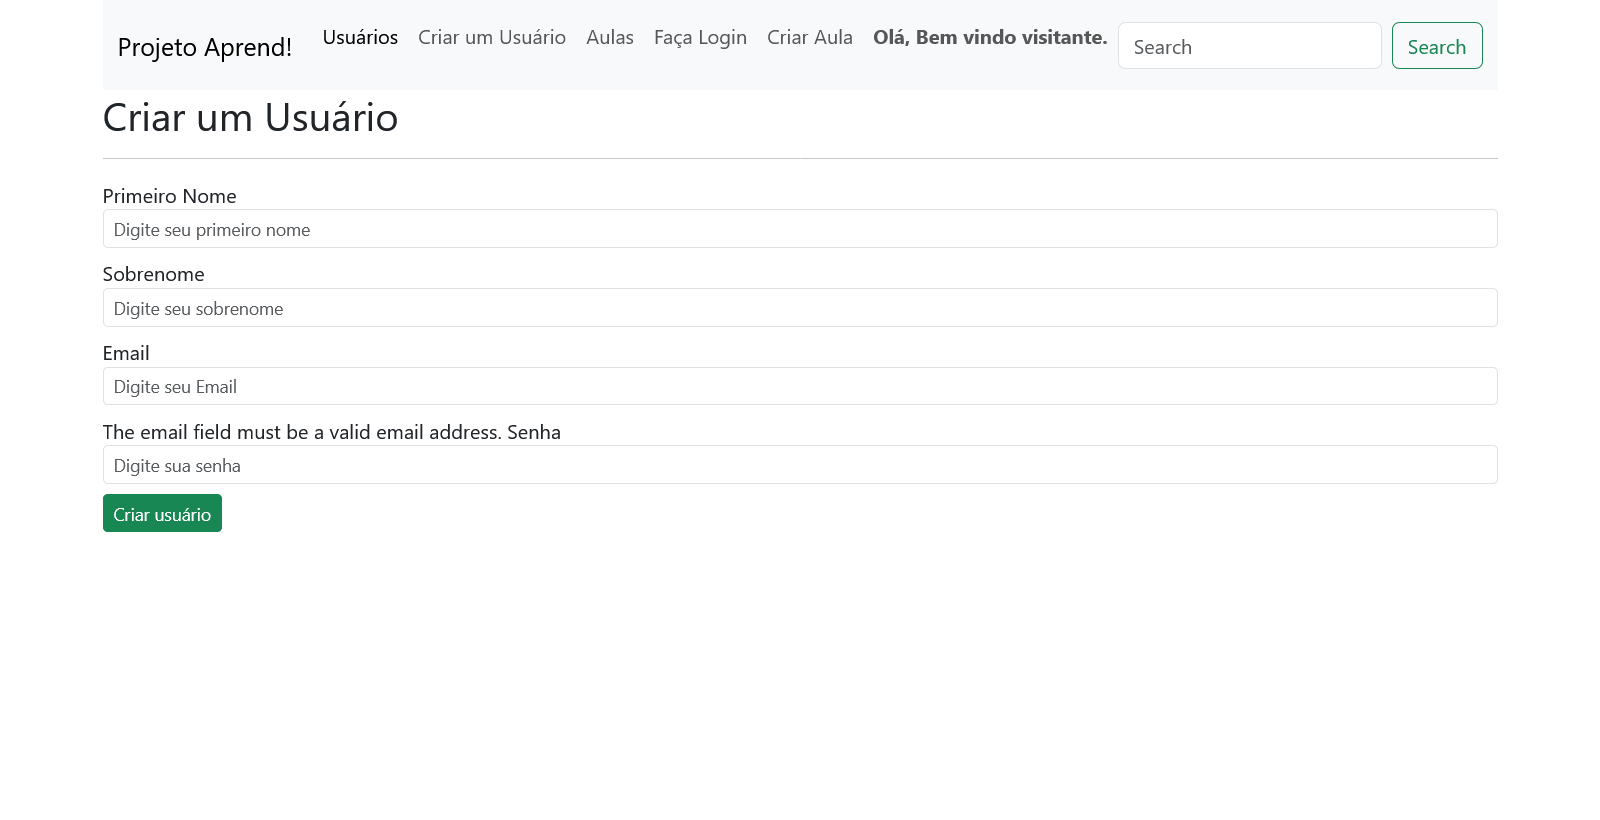 Projeto Aprend! Usuários Criar um Usuário Aulas Faça Login Criar Aula Olá, Bem vindo visitante. Search Search
Criar um Usuário
Primeiro Nome
Digite seu primeiro nome
Sobrenome
Digite seu sobrenome
Email
Digite seu Email
The email field must be a valid email address. Senha
Digite sua senha
Criar usuário